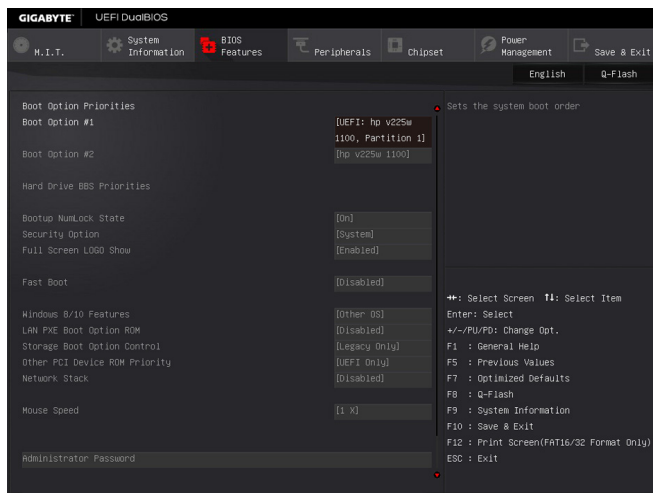 GIGABYTE™ UEFI DualBIOS
M.I.T. System Information BIOS Features Peripherals Chipset Power Management Save & Exit
English Q-Flash
Boot Option Priorities
Boot Option #1 [UEFI: hp v225w 1100, Partition 1]
Boot Option #2 [hp v225w 1100]
Hard Drive BBS Priorities
Bootup NumLock State [On]
Security Option [System]
Full Screen LOGO Show [Enabled]
Fast Boot [Disabled]
Windows 8/10 Features [Other OS]
LAN PXE Boot Option ROM [Disabled]
Storage Boot Option Control [Legacy Only]
Other PCI Device ROM Priority [UEFI Only]
Network Stack [Disabled]
Mouse Speed [1 X]
Administrator Password
Sets the system boot order
→←: Select Screen ↑↓: Select Item
Enter: Select
+/-/PU/PD: Change Opt.
F1 : General Help
F5 : Previous Values
F7 : Optimized Defaults
F8 : Q-Flash
F9 : System Information
F10 : Save & Exit
F12 : Print Screen(FAT16/32 Format Only)
ESC : Exit